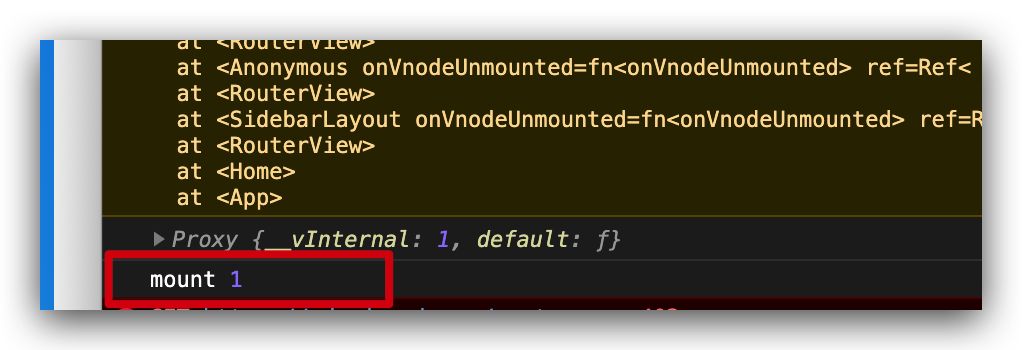 at <RouterView>
at <Anonymous onVnodeUnmounted=fn<onVnodeUnmounted> ref=Ref<
at <RouterView>
at <SidebarLayout onVnodeUnmounted=fn<onVnodeUnmounted> ref=R
at <RouterView>
at <Home>
at <App>
Proxy {__vInternal: 1, default: ƒ}
mount 1